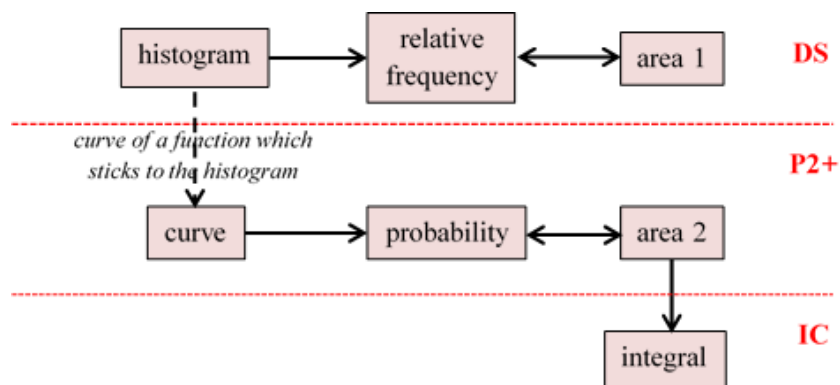 histogram
relative
frequency
area 1
DS
curve of a function which
sticks to the histogram
P2+
curve
probability
area 2
IC
integral